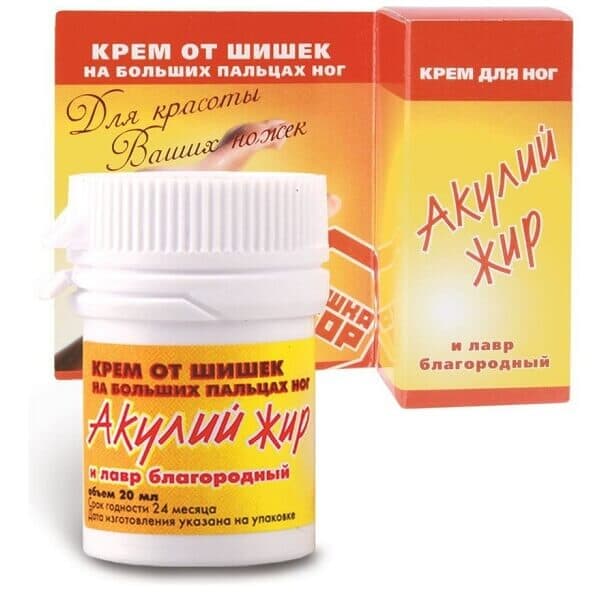 КРЕМ ОТ ШИШЕК
НА БОЛЬШИХ ПАЛЬЦАХ НОГ
Для красоты
Ваших ножек
КРЕМ ДЛЯ НОГ
Акулий
жир
и лавр
благородный
КРЕМ ОТ ШИШЕК
НА БОЛЬШИХ ПАЛЬЦАХ НОГ
Акулий жир
и лавр благородный
объем 20 мл
Срок годности 24 месяца
Дата изготовления указана на упаковке